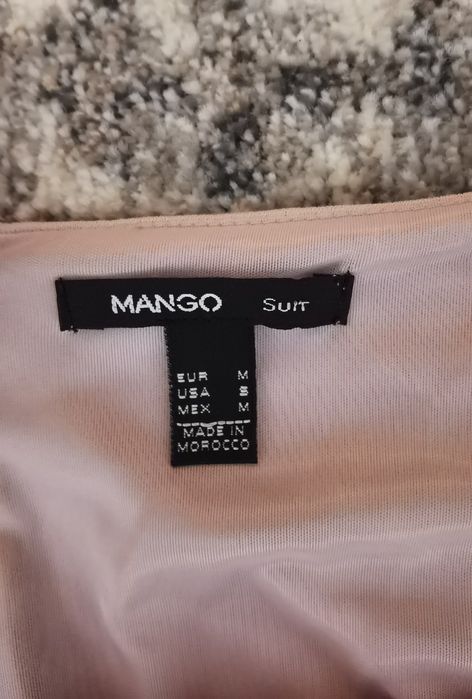 MANGO Suit
EUR M
USA S
MEX M
MADE IN
MOROCCO